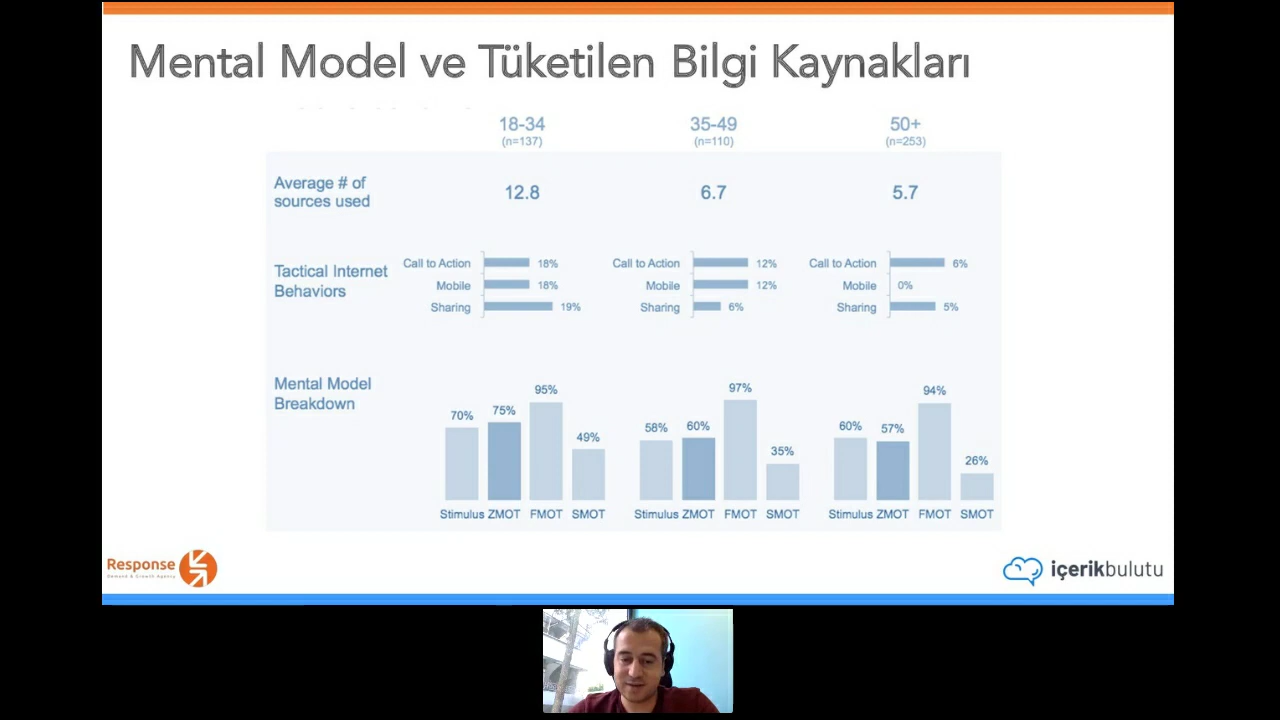 Mental Model ve Tüketilen Bilgi Kaynakları
18-34 35-49 50+
(n=137) (n=110) (n=253)
Average # of
sources used
12.8 6.7 5.7
Tactical Internet
Behaviors
Call to Action 18% Call to Action 12% Call to Action 6%
Mobile 18% Mobile 12% Mobile 0%
Sharing 19% Sharing 6% Sharing 5%
Mental Model
Breakdown
70% 75% 95% 49% 58% 60% 97% 35% 60% 57% 94% 26%
Stimulus ZMOT FMOT SMOT Stimulus ZMOT FMOT SMOT Stimulus ZMOT FMOT SMOT
Response
Demand & Growth Agency
içerikbulutu